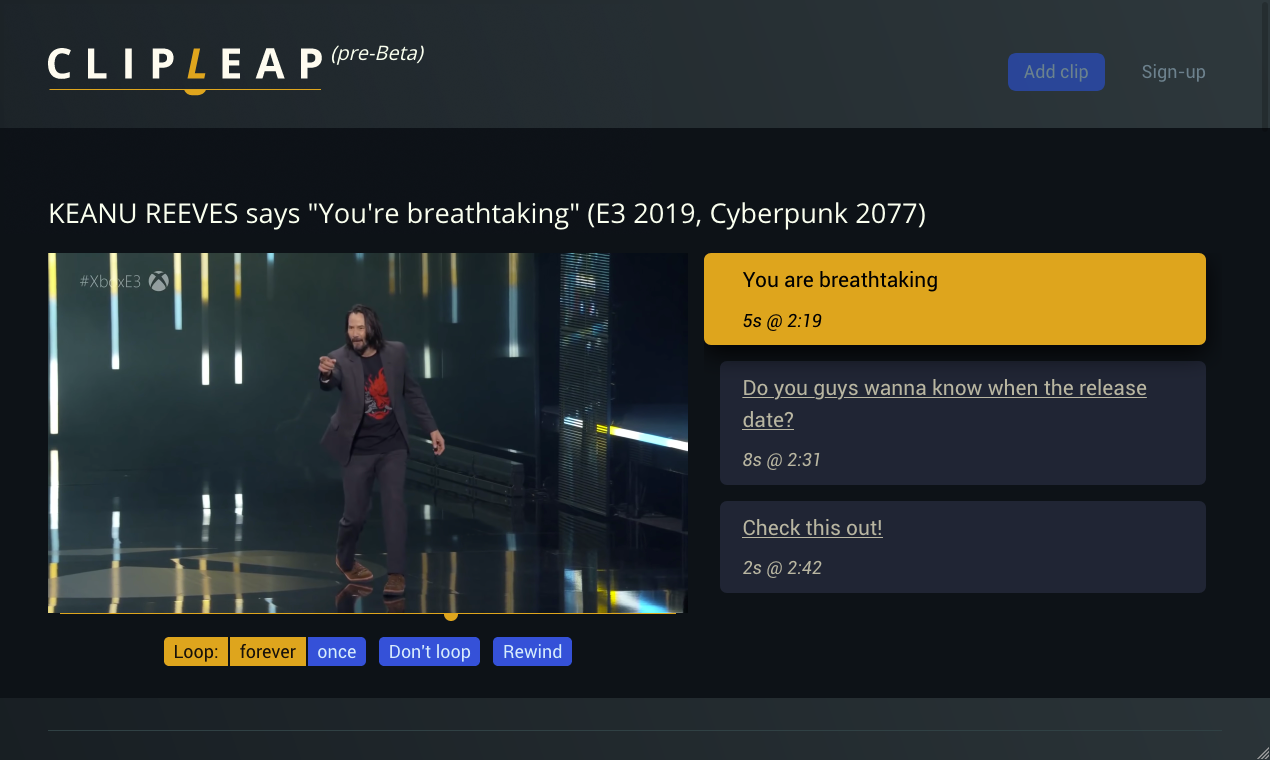 CLIPLEAP (pre-Beta)
Add clip
Sign-up
KEANU REEVES says "You're breathtaking" (E3 2019, Cyberpunk 2077)
#XboxE3
You are breathtaking
5s @ 2:19
Do you guys wanna know when the release
date?
8s @ 2:31
Check this out!
2s @ 2:42
Loop: forever once Don't loop Rewind